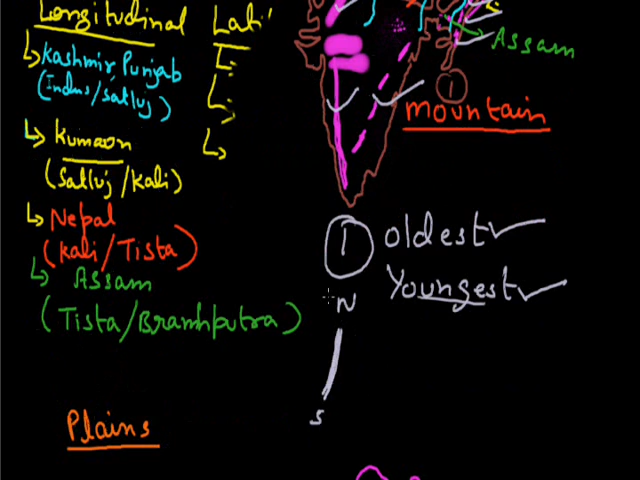 Longitudinal
Lati'
Kashmir Punjab
(Indus/Satluj)
Kumaon
(Satluj/Kali)
Nepal
(Kali/Tista)
Assam
(Tista/Bramhputra)
Plains
Assam
1
mountain
1 oldest
Youngest
N
S